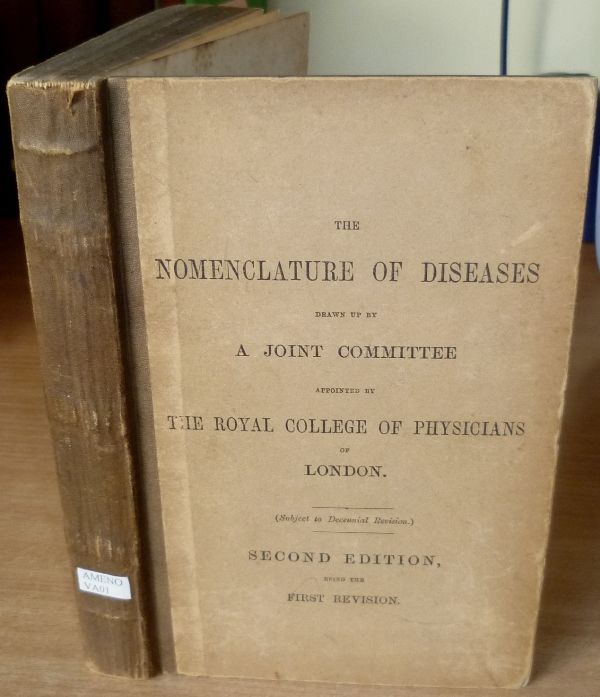 THE
NOMENCLATURE OF DISEASES
DRAWN UP BY
A JOINT COMMITTEE
APPOINTED BY
THE ROYAL COLLEGE OF PHYSICIANS
OF
LONDON.
(Subject to Decennial Revision.)
SECOND EDITION,
BEING THE
FIRST REVISION.
AMENO
VA01